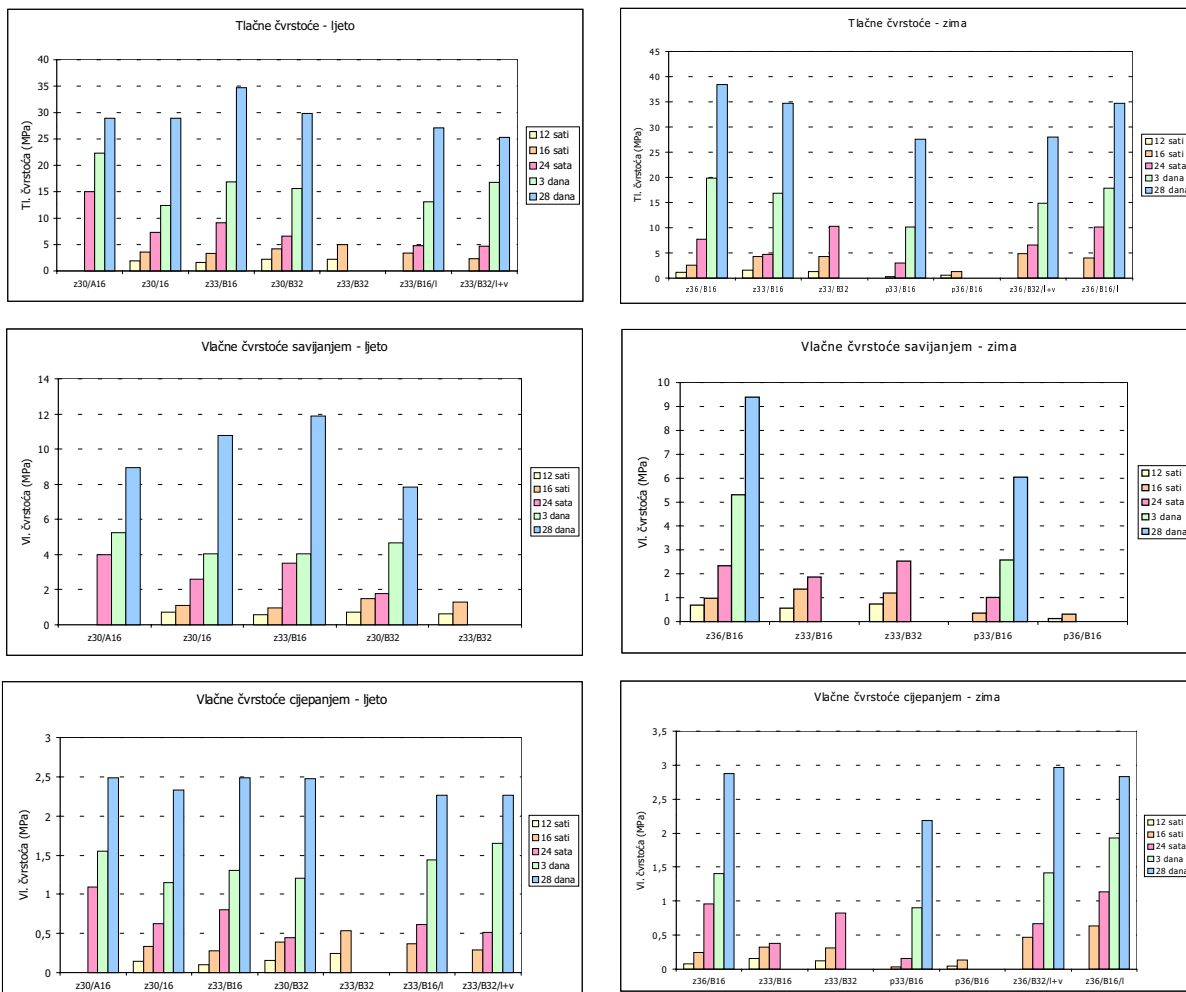 Tlačne čvrstoće - ljeto
Tl. čvrstoća (MPa)
40
35
30
25
20
15
10
5
0
z30/A16 z30/16 z33/B16 z30/B32 z33/B32 z33/B16/l z33/B32/l+v
12 sati
16 sati
24 sata
3 dana
28 dana
Tlačne čvrstoće - zima
Tl. čvrstoća (MPa)
45
40
35
30
25
20
15
10
5
0
z36/B16 z33/B16 z33/B32 p33/B16 p36/B16 z36/B32/l+v z36/B16/l
12 sati
16 sati
24 sata
3 dana
28 dana
Vlačne čvrstoće savijanjem - ljeto
Vl. čvrstoća (MPa)
14
12
10
8
6
4
2
0
z30/A16 z30/16 z33/B16 z30/B32 z33/B32
12 sati
16 sati
24 sata
3 dana
28 dana
Vlačne čvrstoće savijanjem - zima
Vl. čvrstoća (MPa)
10
9
8
7
6
5
4
3
2
1
0
z36/B16 z33/B16 z33/B32 p33/B16 p36/B16
12 sati
16 sati
24 sata
3 dana
28 dana
Vlačne čvrstoće cijepanjem - ljeto
Vl. čvrstoća (MPa)
3
2,5
2
1,5
1
0,5
0
z30/A16 z30/16 z33/B16 z30/B32 z33/B32 z33/B16/l z33/B32/l+v
12 sati
16 sati
24 sata
3 dana
28 dana
Vlačne čvrstoće cijepanjem - zima
Vl. čvrstoća (MPa)
3,5
3
2,5
2
1,5
1
0,5
0
z36/B16 z33/B16 z33/B32 p33/B16 p36/B16 z36/B32/l+v z36/B16/l
12 sati
16 sati
24 sata
3 dana
28 dana